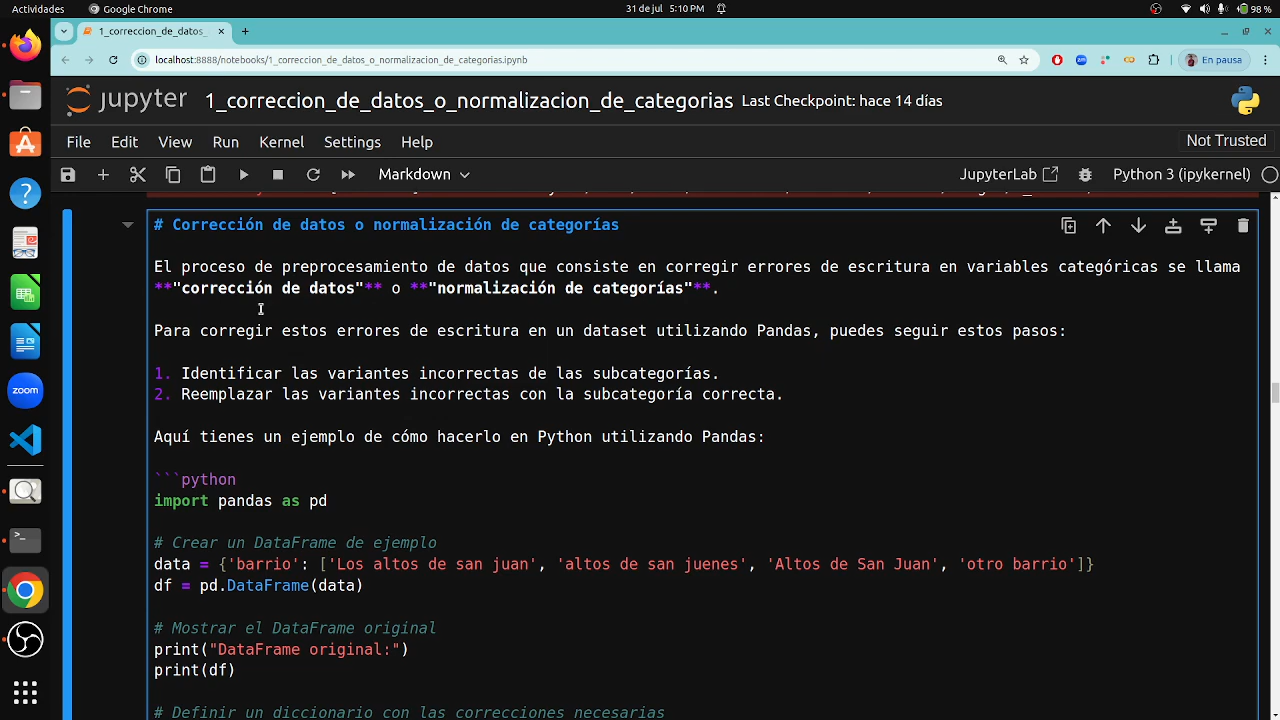 Actividades
Google Chrome
31 de jul 5:10 PM
98 %
1_correccion_de_datos_
localhost:8888/notebooks/1_correccion_de_datos_o_normalizacion_de_categorias.ipynb
En pausa
jupyter 1_correccion_de_datos_o_normalizacion_de_categorias Last Checkpoint: hace 14 días
File Edit View Run Kernel Settings Help
Not Trusted
Markdown
JupyterLab
Python 3 (ipykernel)
# Corrección de datos o normalización de categorías
El proceso de preprocesamiento de datos que consiste en corregir errores de escritura en variables categóricas se llama
**"corrección de datos"** o **"normalización de categorías"**.
Para corregir estos errores de escritura en un dataset utilizando Pandas, puedes seguir estos pasos:
1. Identificar las variantes incorrectas de las subcategorías.
2. Reemplazar las variantes incorrectas con la subcategoría correcta.
Aquí tienes un ejemplo de cómo hacerlo en Python utilizando Pandas:
```python
import pandas as pd
# Crear un DataFrame de ejemplo
data = {'barrio': ['Los altos de san juan', 'altos de san juenes', 'Altos de San Juan', 'otro barrio']}
df = pd.DataFrame(data)
# Mostrar el DataFrame original
print("DataFrame original:")
print(df)
# Definir un diccionario con las correcciones necesarias
zoom